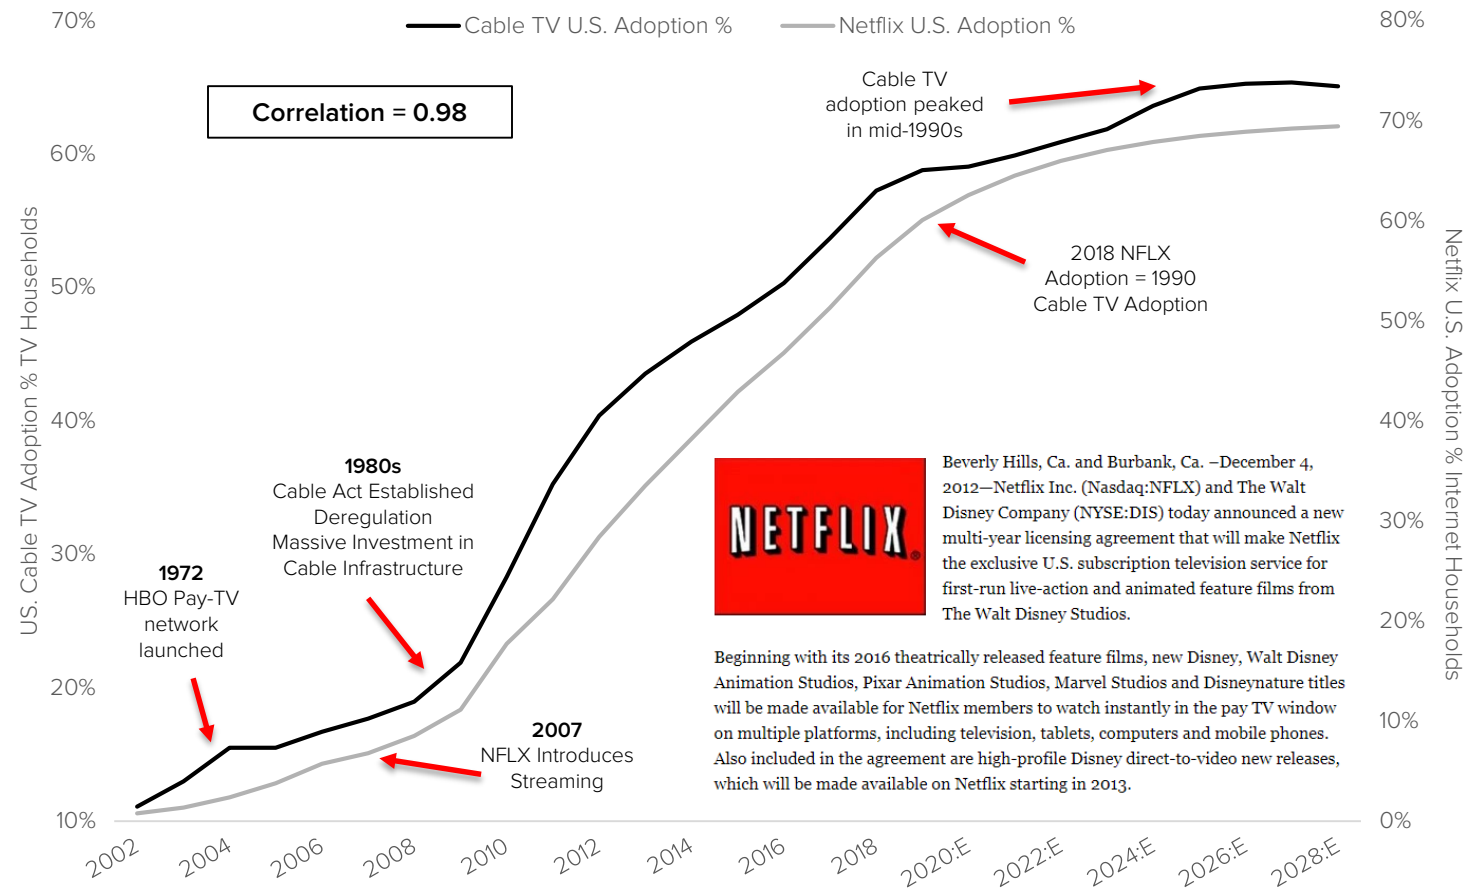 70%
60%
50%
40%
30%
20%
10%
US. Cable TV Adoption % TV Households
Cable TV U.S. Adoption %
Netflix U.S. Adoption %
80%
70%
60%
50%
40%
30%
20%
10%
0%
Netflix U.S. Adoption % Internet Households
Correlation = 0.98
Cable TV
adoption peaked
in mid-1990s
2018 NFLX
Adoption = 1990
Cable TV Adoption
1980s
Cable Act Established
Deregulation
Massive Investment in
Cable Infrastructure
1972
HBO Pay-TV
network
launched
2007
NFLX Introduces
Streaming
NETFLIX®
Beverly Hills, Ca. and Burbank, Ca. –December 4,
2012—Netflix Inc. (Nasdaq:NFLX) and The Walt
Disney Company (NYSE:DIS) today announced a new
multi-year licensing agreement that will make Netflix
the exclusive U.S. subscription television service for
first-run live-action and animated feature films from
The Walt Disney Studios.
Beginning with its 2016 theatrically released feature films, new Disney, Walt Disney
Animation Studios, Pixar Animation Studios, Marvel Studios and Disneynature titles
will be made available for Netflix members to watch instantly in the pay TV window
on multiple platforms, including television, tablets, computers and mobile phones.
Also included in the agreement are high-profile Disney direct-to-video new releases,
which will be made available on Netflix starting in 2013.
2002
2004
2006
2008
2010
2012
2014
2016
2018
2020:E
2022:E
2024:E
2026:E
2028:E